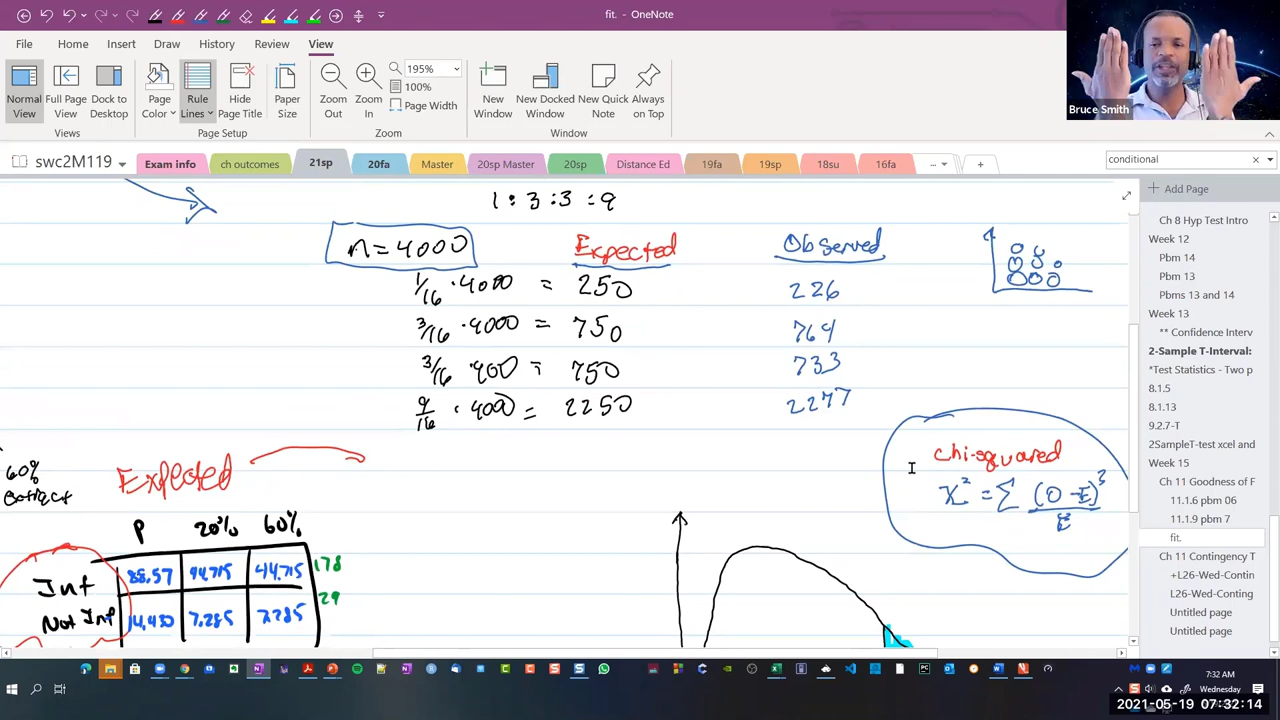 fit. - OneNote
File Home Insert Draw History Review View
Normal View
Full Page View
Dock to Desktop
Views
Page Color
Rule Lines
Hide Page Title
Paper Size
Page Setup
Zoom Out
Zoom In
195%
100%
Page Width
Zoom
New Window
New Docked Window
New Quick Note
Always on Top
Window
Bruce Smith
swc2M119
Exam info ch outcomes 21sp 20fa Master 20sp Master 20sp Distance Ed 19fa 19sp 18su 16fa
conditional
Add Page
Ch 8 Hyp Test Intro
Week 12
Pbm 14
Pbm 13
Pbms 13 and 14
Week 13
** Confidence Interv
2-Sample T-Interval:
*Test Statistics - Two p
8.1.5
8.1.13
9.2.7-T
2SampleT-test xcel and
Week 15
Ch 11 Goodness of F
11.1.6 pbm 06
11.1.9 pbm 7
fit.
Ch 11 Contingency T
+L26-Wed-Contin
L26-Wed-Conting
Untitled page
Untitled page
1 : 3 : 3 : 9
n = 4000 Expected Observed
1/16 · 4000 = 250 226
3/16 · 4000 = 750 764
3/16 · 400 = 750 733
9/16 · 4000 = 2250 2277
chi-squared
χ² = Σ (O - E)² / E
60%
extract
Expected
P 20% 60%
Inf 88.57 44.715 44.715 178
Not Inf 14.430 7.285 7.285 29
7:32 AM
Wednesday
2021-05-19 07:32:14